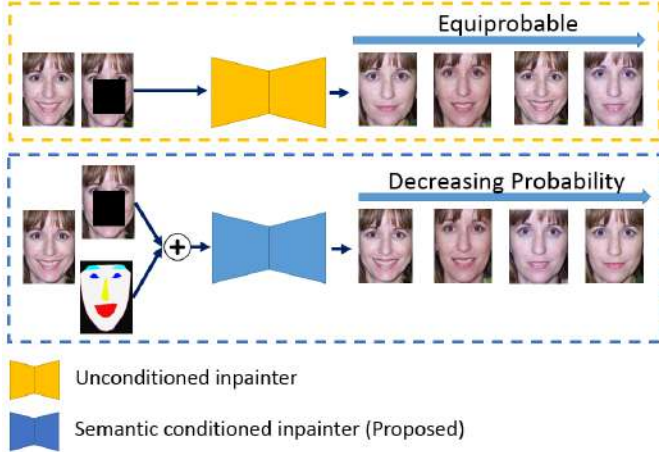 Equiprobable
Decreasing Probability
Unconditioned inpainter
Semantic conditioned inpainter (Proposed)